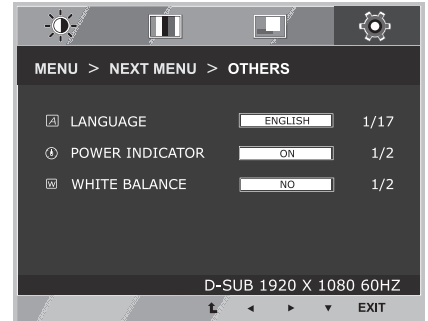 MENU > NEXT MENU > OTHERS
LANGUAGE ENGLISH 1/17
POWER INDICATOR ON 1/2
WHITE BALANCE NO 1/2
D-SUB 1920 X 1080 60HZ
EXIT